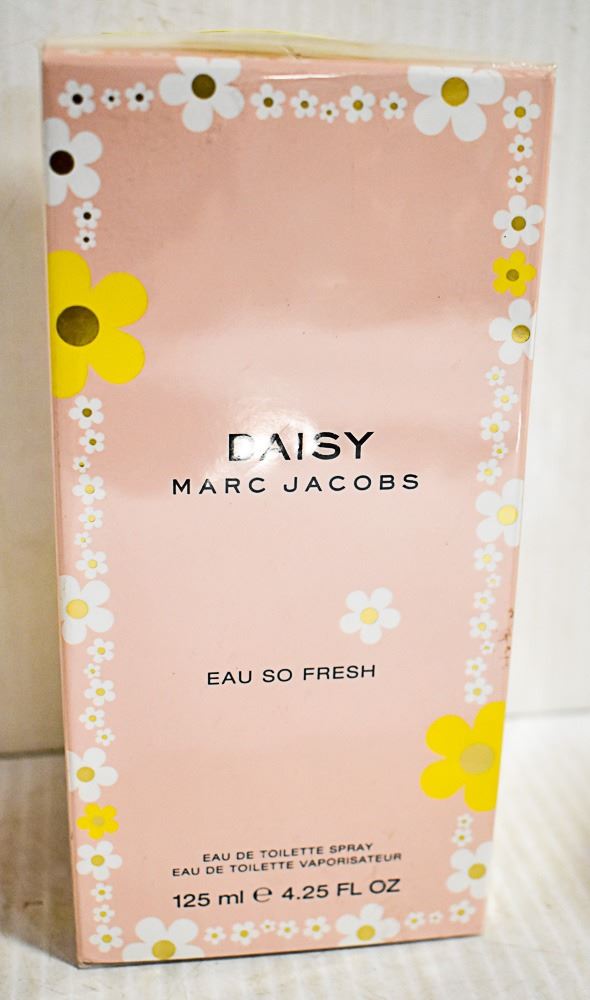 DAISY
MARC JACOBS
EAU SO FRESH
EAU DE TOILETTE SPRAY
EAU DE TOILETTE VAPORISATEUR
125 ml ℮ 4.25 FL OZ